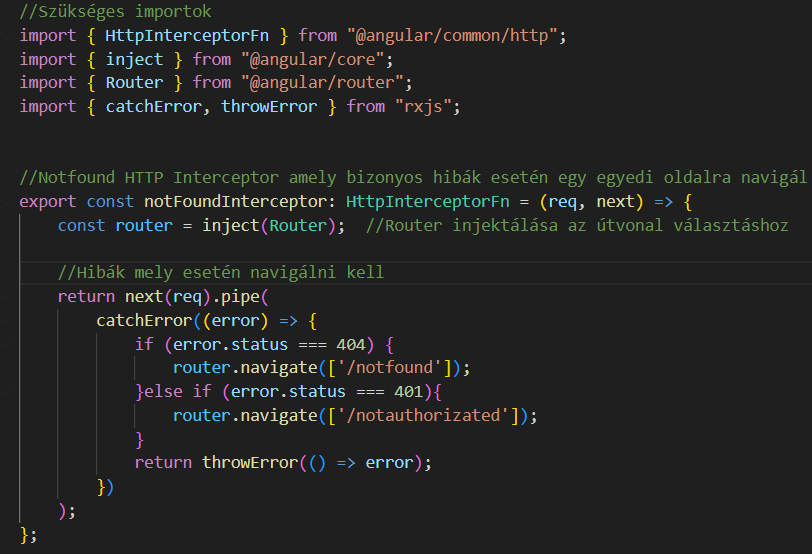 //Szükséges importok
import { HttpInterceptorFn } from "@angular/common/http";
import { inject } from "@angular/core";
import { Router } from "@angular/router";
import { catchError, throwError } from "rxjs";
//Notfound HTTP Interceptor amely bizonyos hibák esetén egy egyedi oldalra navigál
export const notFoundInterceptor: HttpInterceptorFn = (req, next) => {
    const router = inject(Router);  //Router injektálása az útvonal választáshoz
    //Hibák mely esetén navigálni kell
    return next(req).pipe(
        catchError((error) => {
            if (error.status === 404) {
                router.navigate(['/notfound']);
            }else if (error.status === 401){
                router.navigate(['/notauthorizated']);
            }
            return throwError(() => error);
        })
    );
};